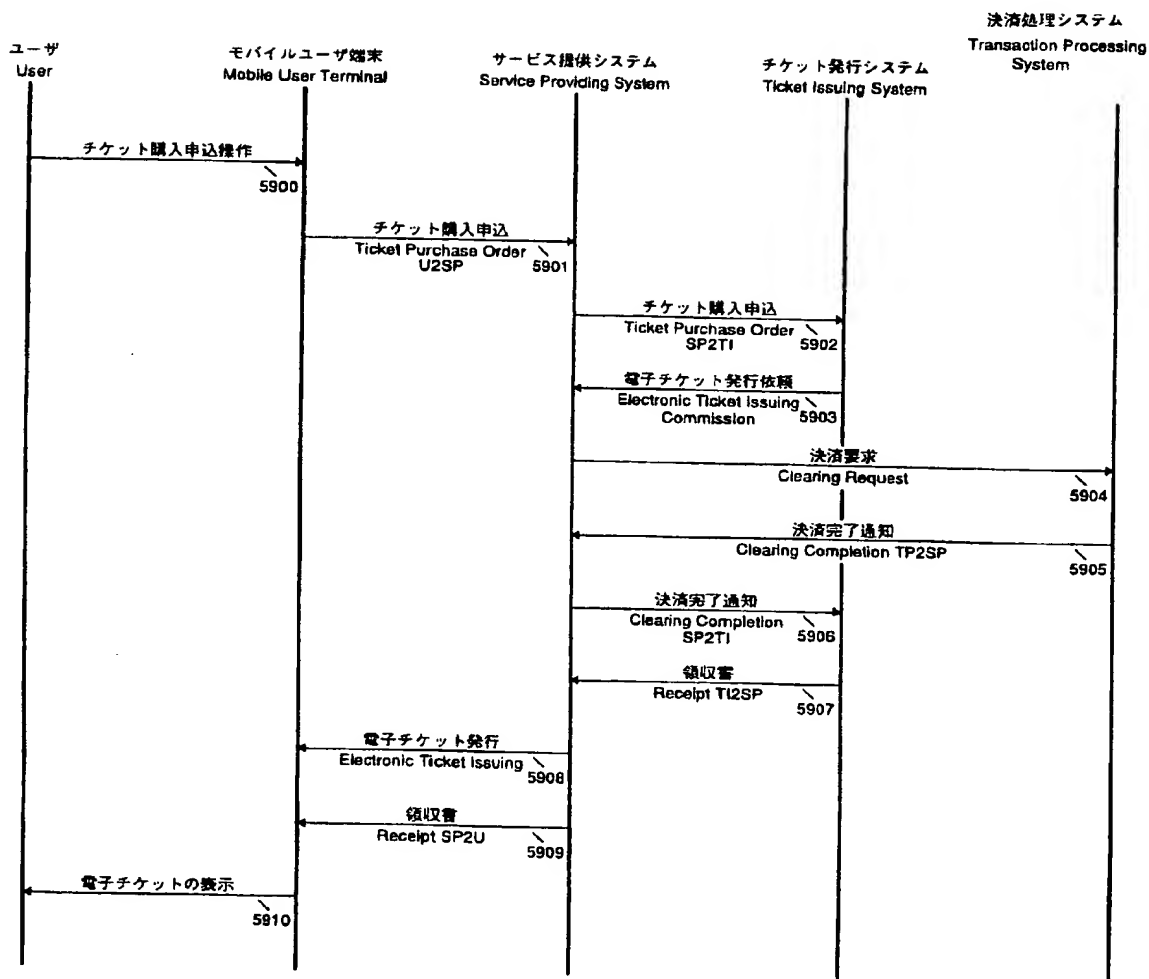 決済処理システム
Transaction Processing
System
ユーザ
User
モバイルユーザ端末
Mobile User Terminal
サービス提供システム
Service Providing System
チケット発行システム
Ticket Issuing System
チケット購入申込操作
5900
チケット購入申込
Ticket Purchase Order
U2SP
5901
チケット購入申込
Ticket Purchase Order
SP2TI
5902
電子チケット発行依頼
Electronic Ticket Issuing
Commission
5903
決済要求
Clearing Request
5904
決済完了通知
Clearing Completion TP2SP
5905
決済完了通知
Clearing Completion
SP2TI
5906
領収書
Receipt TI2SP
5907
電子チケット発行
Electronic Ticket Issuing
5908
領収書
Receipt SP2U
5909
電子チケットの表示
5910